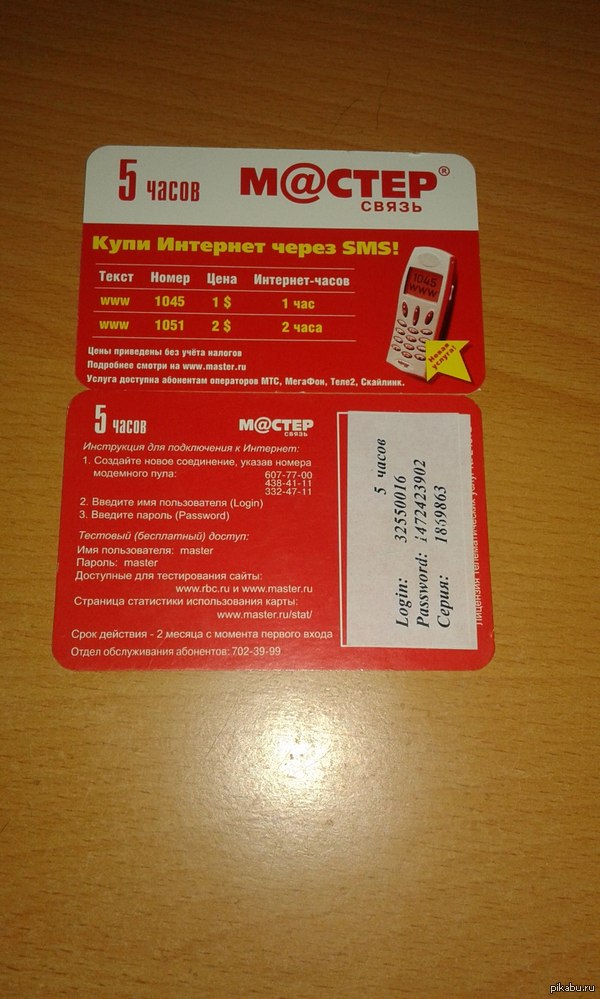 5 часов
М@СТЕР®
СВЯЗЬ
Купи Интернет через SMS!
Текст Номер Цена Интернет-часов
www 1045 1 $ 1 час
www 1051 2 $ 2 часа
1045
WWW
Новая
услуга!
Цены приведены без учёта налогов
Подробнее смотри на www.master.ru
Услуга доступна абонентам операторов МТС, МегаФон, Теле2, Скайлинк.
5 часов
М@СТЕР
СВЯЗЬ
Инструкция для подключения к Интернет:
1. Создайте новое соединение, указав номера
модемного пула: 607-77-00
438-41-11
332-47-11
2. Введите имя пользователя (Login)
3. Введите пароль (Password)
Тестовый (бесплатный) доступ:
Имя пользователя: master
Пароль: master
Доступные для тестирования сайты:
www.rbc.ru и www.master.ru
Страница статистики использования карты:
www.master.ru/stat/
Срок действия - 2 месяца с момента первого входа
Отдел обслуживания абонентов: 702-39-99
5 часов
Login: 32550016
Password: 1472423902
Серия: 1869863
Лицензия
pikabu.ru